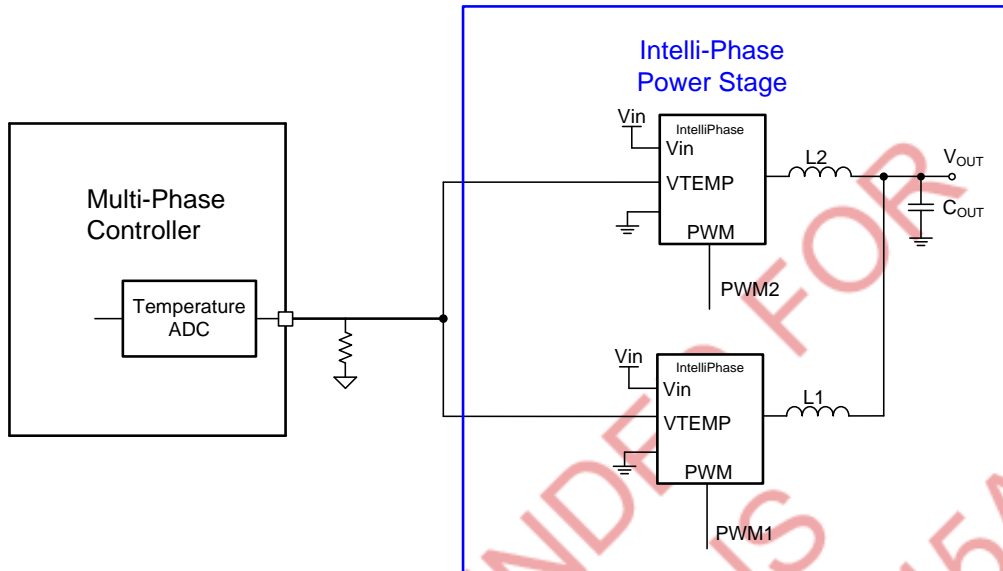 Intelli-Phase
Power Stage
Multi-Phase
Controller
Temperature
ADC
Vin
IntelliPhase
Vin
VTEMP
PWM
PWM2
L2
VOUT
COUT
Vin
IntelliPhase
Vin
VTEMP
PWM
PWM1
L1
FOR